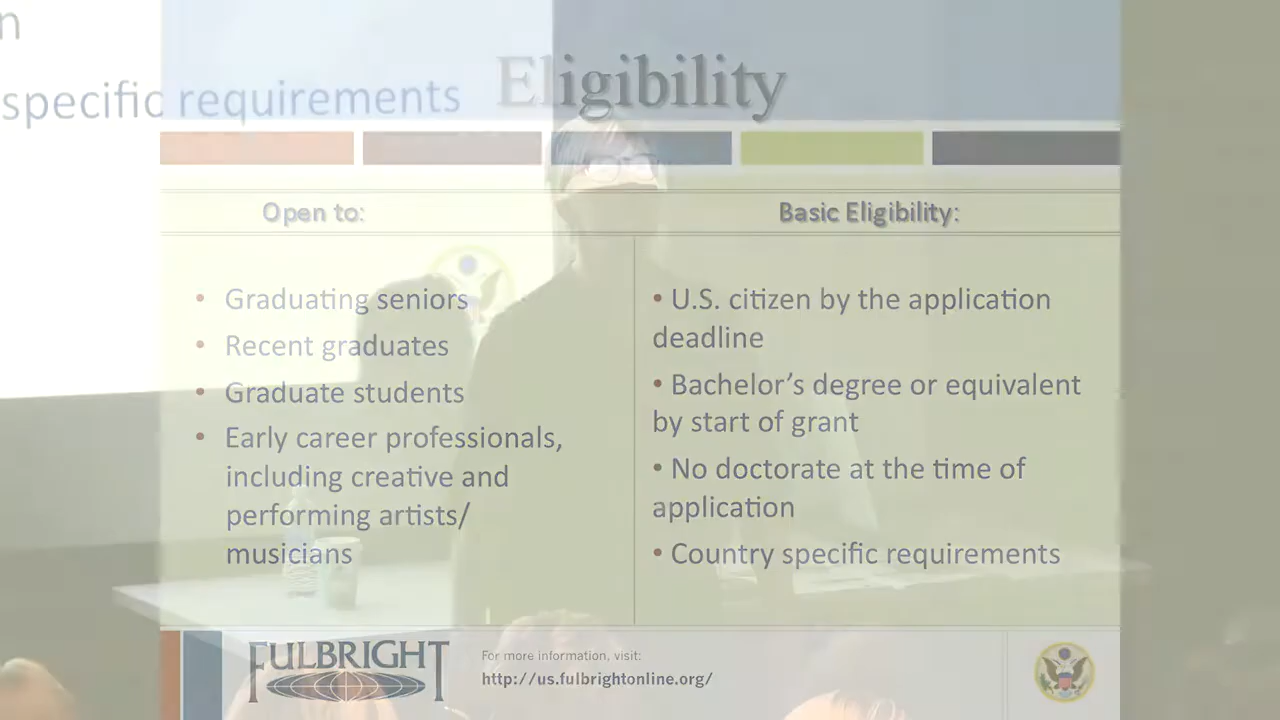 n
specific requirements
Eligibility
Open to:
Basic Eligibility:
• Graduating seniors
• Recent graduates
• Graduate students
• Early career professionals,
including creative and
performing artists/
musicians
• U.S. citizen by the application
deadline
• Bachelor’s degree or equivalent
by start of grant
• No doctorate at the time of
application
• Country specific requirements
FULBRIGHT
For more information, visit:
http://us.fulbrightonline.org/